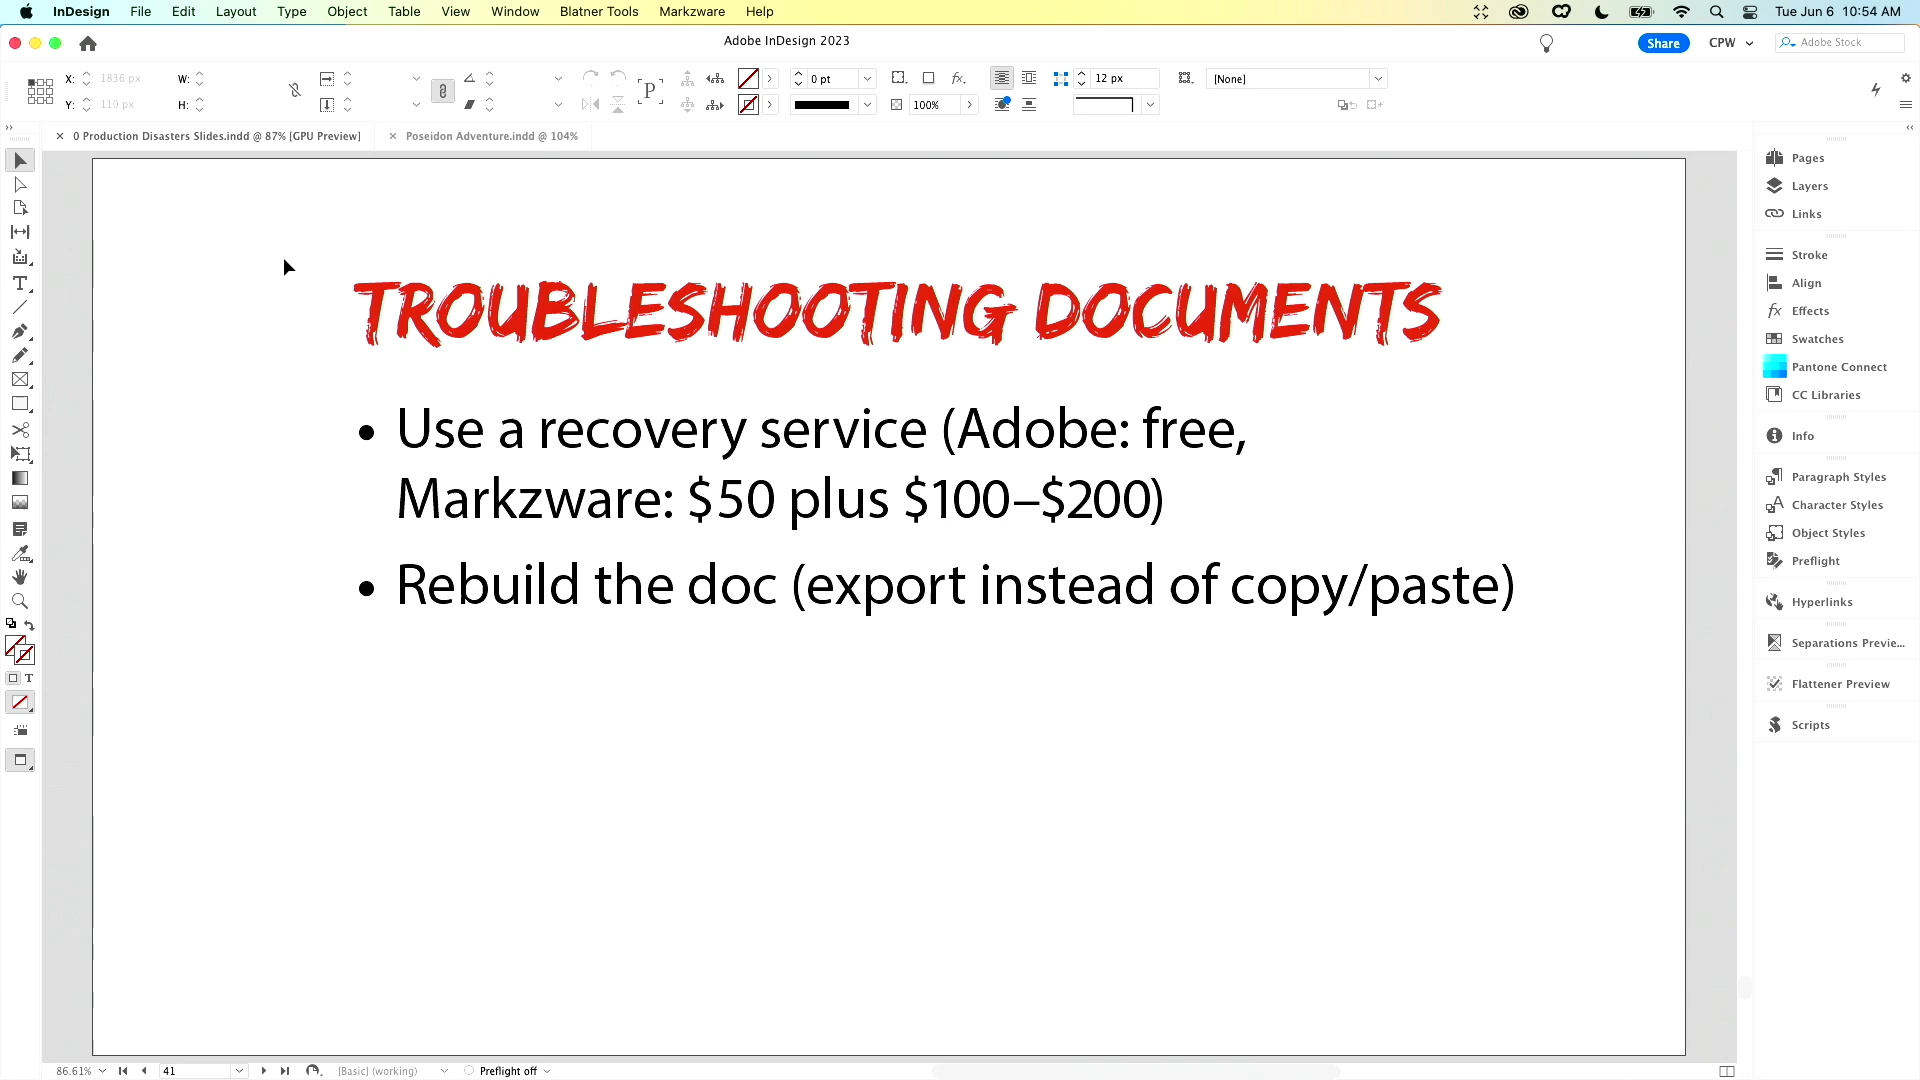 InDesign File Edit Layout Type Object Table View Window Blatner Tools Markzware Help Tue Jun 6 10:54 AM
Adobe InDesign 2023 Share CPW Adobe Stock
X: 1836 px W: 0 pt 12 px [None]
Y: 110 px H: 100%
0 Production Disasters Slides.indd @ 87% [GPU Preview] Poseidon Adventure.indd @ 104%
TROUBLESHOOTING DOCUMENTS
• Use a recovery service (Adobe: free,
Markzware: $50 plus $100–$200)
• Rebuild the doc (export instead of copy/paste)
Pages
Layers
Links
Stroke
Align
Effects
Swatches
Pantone Connect
CC Libraries
Info
Paragraph Styles
Character Styles
Object Styles
Preflight
Hyperlinks
Separations Previe...
Flattener Preview
Scripts
86.61% 41 [Basic] (working) Preflight off